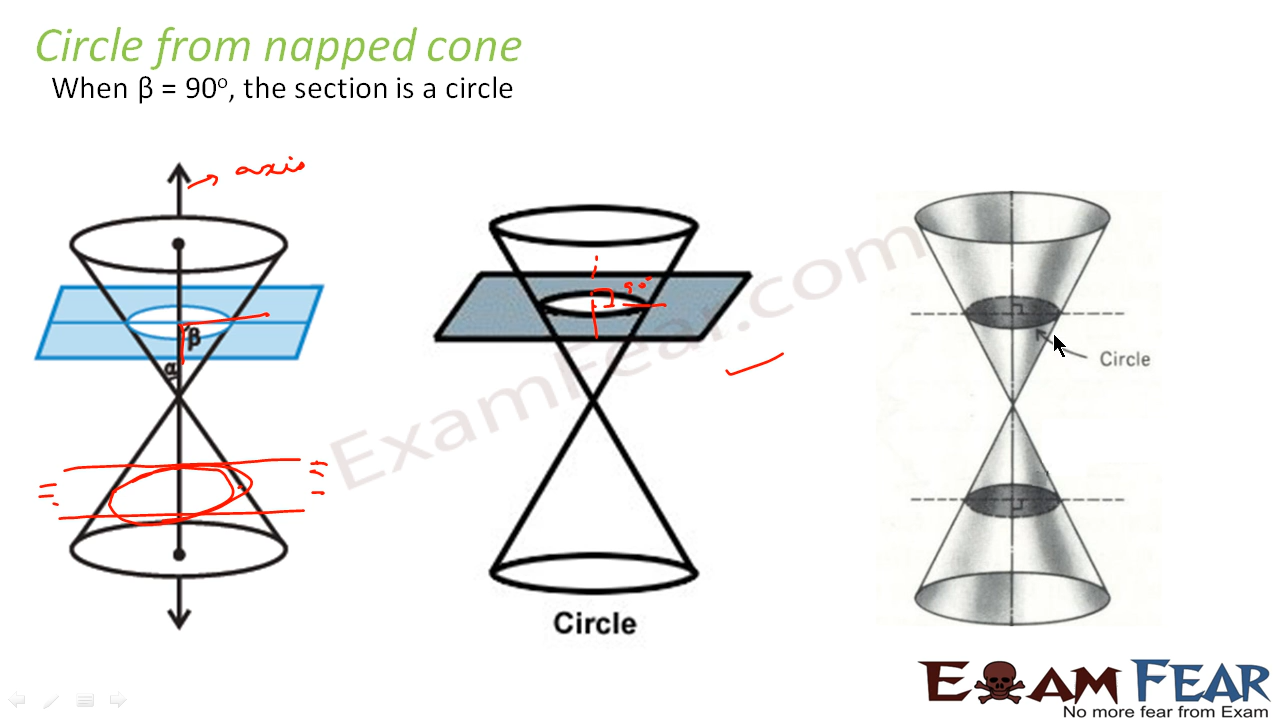 Circle from napped cone
When β = 90º, the section is a circle
axis
90°
β
α
Circle
Circle
ExamFear.com
EXAM FEAR
No more fear from Exam